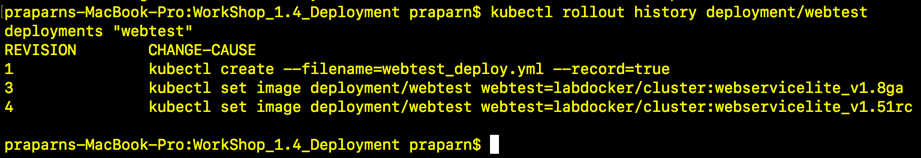 praparns-MacBook-Pro:WorkShop_1.4_Deployment praparn$ kubectl rollout history deployment/webtest
deployments "webtest"
REVISION CHANGE-CAUSE
1 kubectl create --filename=webtest_deploy.yml --record=true
3 kubectl set image deployment/webtest webtest=labdocker/cluster:webservicelite_v1.8ga
4 kubectl set image deployment/webtest webtest=labdocker/cluster:webservicelite_v1.51rc
praparns-MacBook-Pro:WorkShop_1.4_Deployment praparn$